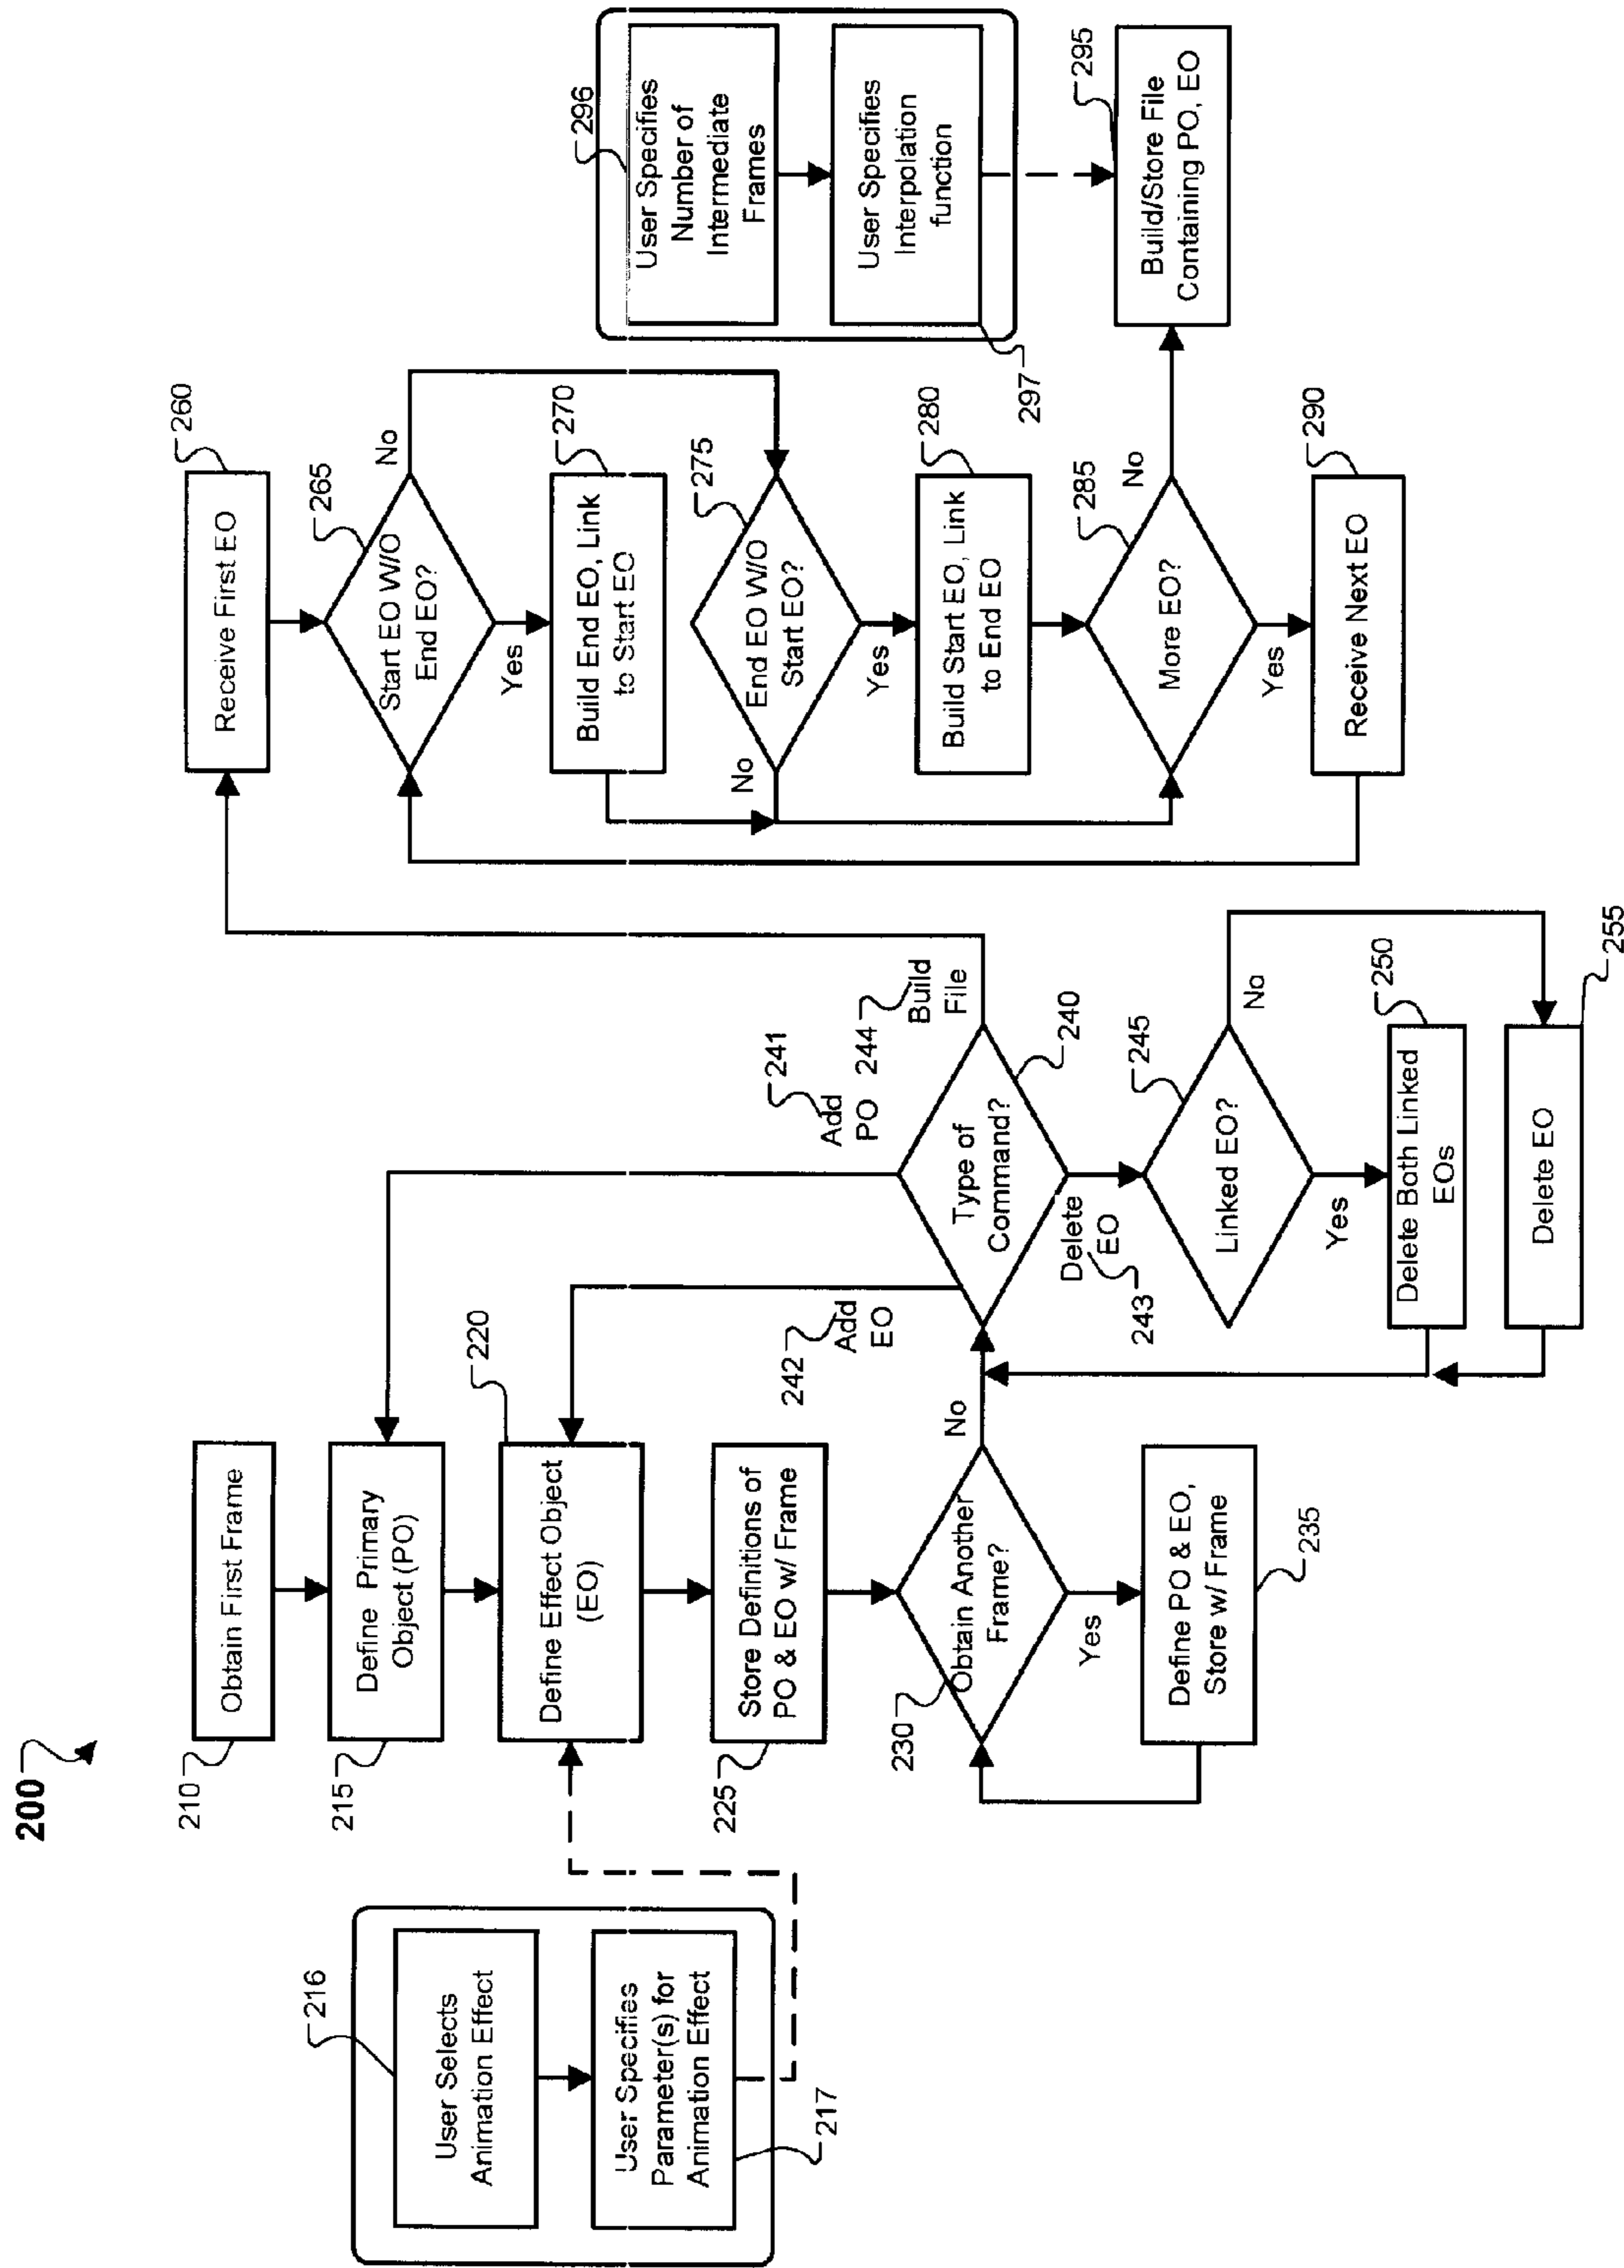 200
216
User Selects
Animation Effect
User Specifies
Parameter(s) for
Animation Effect
217
210
Obtain First Frame
215
Define Primary
Object (PO)
220
Define Effect Object
(EO)
225
Store Definitions of
PO & EO w/ Frame
230
Obtain Another
Frame?
No
Yes
Define PO & EO,
Store w/ Frame
235
241
Add
PO
242
Add
EO
244
Build
File
Type of
Command?
240
Delete
EO
243
245
Linked EO?
No
Yes
250
Delete Both Linked
EOs
Delete EO
255
260
Receive First EO
265
Start EO W/O
End EO?
No
Yes
270
Build End EO, Link
to Start EO
275
End EO W/O
Start EO?
No
Yes
280
Build Start EO, Link
to End EO
285
More EO?
No
Yes
290
Receive Next EO
296
User Specifies
Number of
Intermediate
Frames
User Specifies
Interpolation
function
297
295
Build/Store File
Containing PO, EO